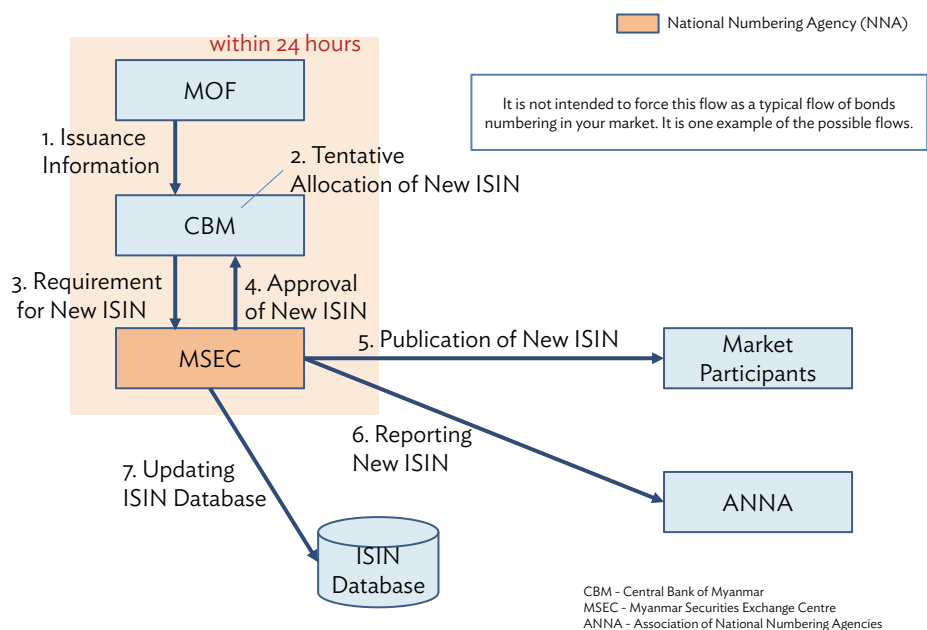 National Numbering Agency (NNA)
within 24 hours
MOF
It is not intended to force this flow as a typical flow of bonds
numbering in your market. It is one example of the possible flows.
1. Issuance
Information
2. Tentative
Allocation of New ISIN
CBM
3. Requirement
for New ISIN
4. Approval
of New ISIN
5. Publication of New ISIN
MSEC
Market
Participants
6. Reporting
New ISIN
7. Updating
ISIN Database
ANNA
ISIN
Database
CBM - Central Bank of Myanmar
MSEC - Myanmar Securities Exchange Centre
ANNA - Association of National Numbering Agencies